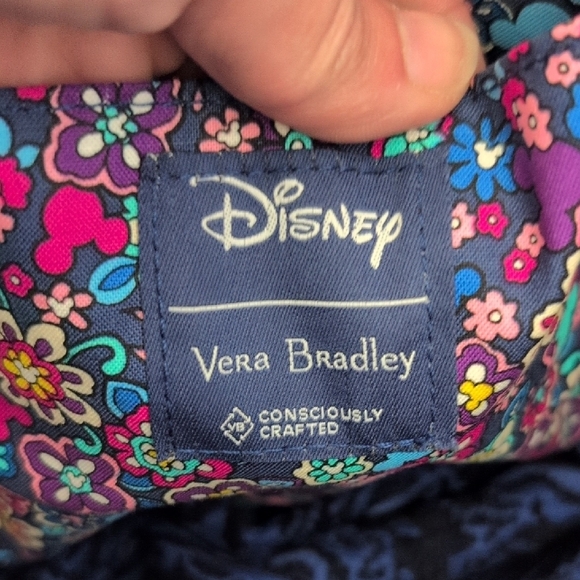 Disney
Vera Bradley
VB CONSCIOUSLY
CRAFTED